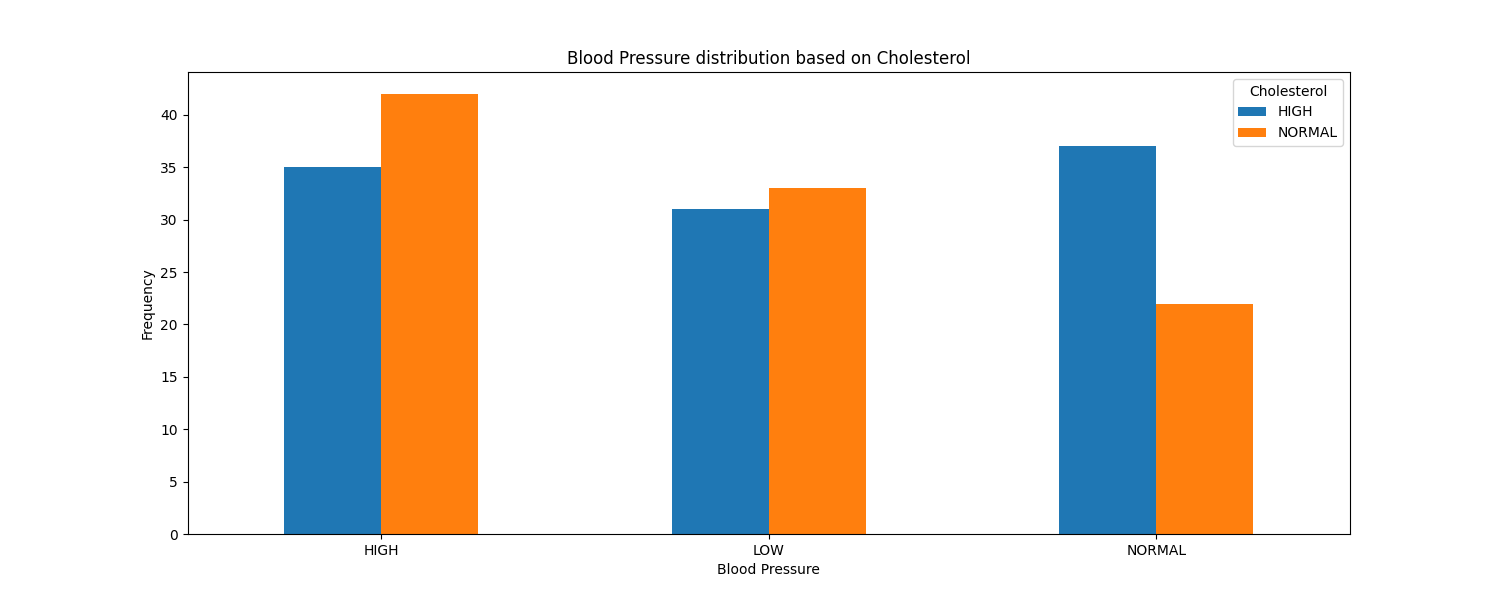 Blood Pressure distribution based on Cholesterol
Cholesterol
HIGH
NORMAL
40
35
30
25
20
15
10
5
0
Frequency
HIGH LOW NORMAL
Blood Pressure